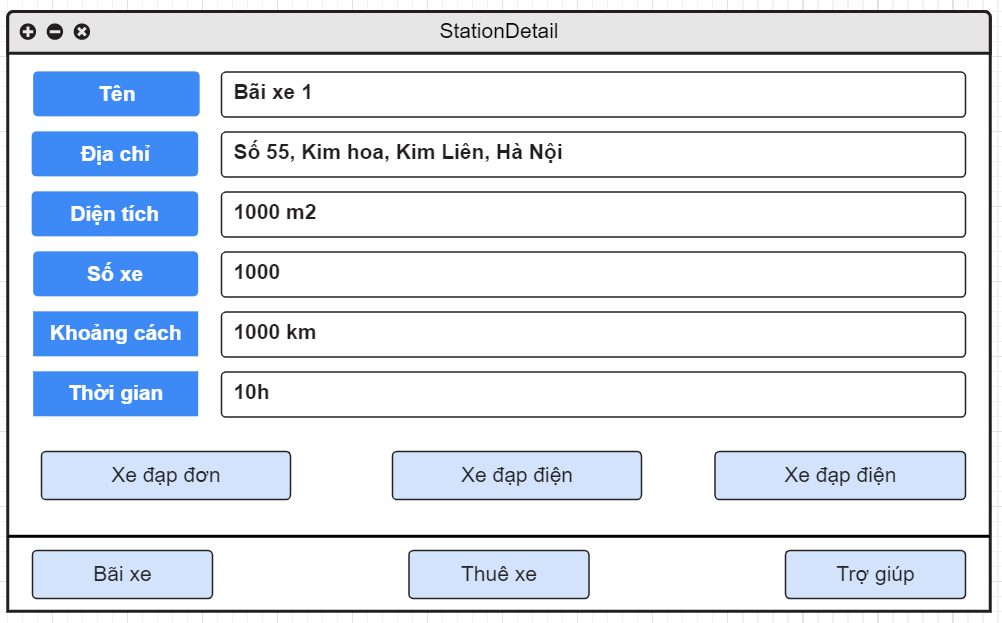 StationDetail
Tên
Bãi xe 1
Địa chỉ
Số 55, Kim hoa, Kim Liên, Hà Nội
Diện tích
1000 m2
Số xe
1000
Khoảng cách
1000 km
Thời gian
10h
Xe đạp đơn
Xe đạp điện
Xe đạp điện
Bãi xe
Thuê xe
Trợ giúp